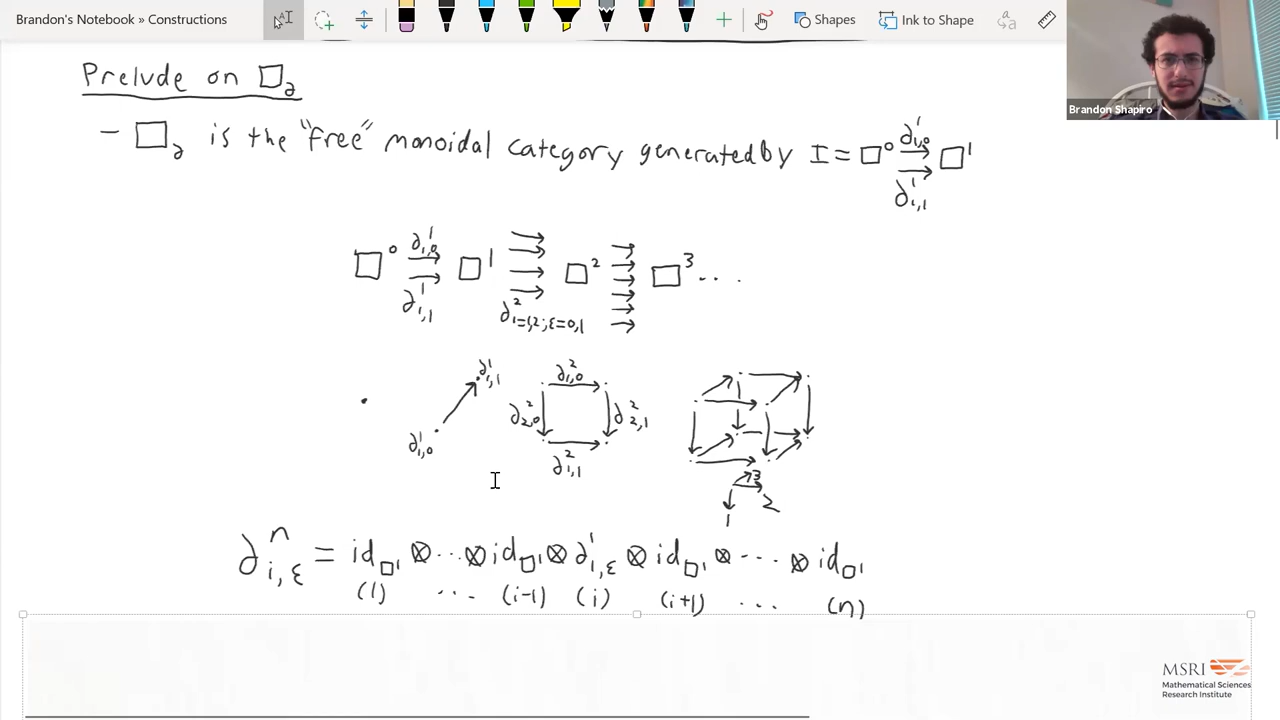 Brandon's Notebook » Constructions
Shapes
Ink to Shape
Brandon Shapiro
Prelude on □₂
- □₂ is the "free" monoidal category generated by I = □⁰ ⇉ □¹
∂¹₁,₀
∂¹₁,₁
□⁰ □¹ □² □³ ...
∂¹₁,₀
∂¹₁,₁
∂²ᵢ₌₁,₂;ε=0,1
∂¹₁,₁
∂¹₁,₀
∂²₁,₀
∂²₂,₀ ∂²₂,₁
∂²₁,₁
3
2
1
∂ⁿᵢ,ε = id□¹ ⊗ ... ⊗ id□¹ ⊗ ∂¹₁,ε ⊗ id□¹ ⊗ ... ⊗ id□¹
(1) ... (i-1) (i) (i+1) ... (n)
MSRI
Mathematical Sciences
Research Institute